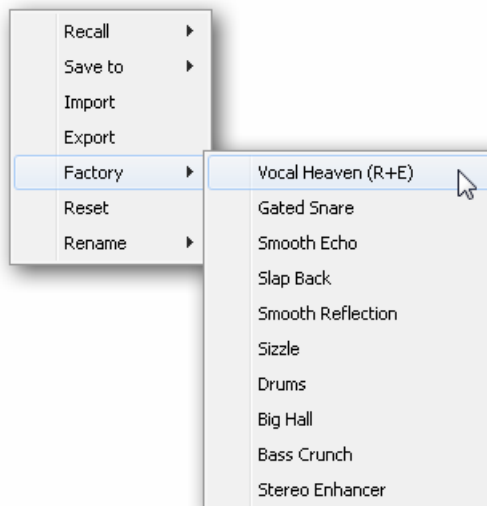 Recall
Save to
Import
Export
Factory
Reset
Rename
Vocal Heaven (R+E)
Gated Snare
Smooth Echo
Slap Back
Smooth Reflection
Sizzle
Drums
Big Hall
Bass Crunch
Stereo Enhancer